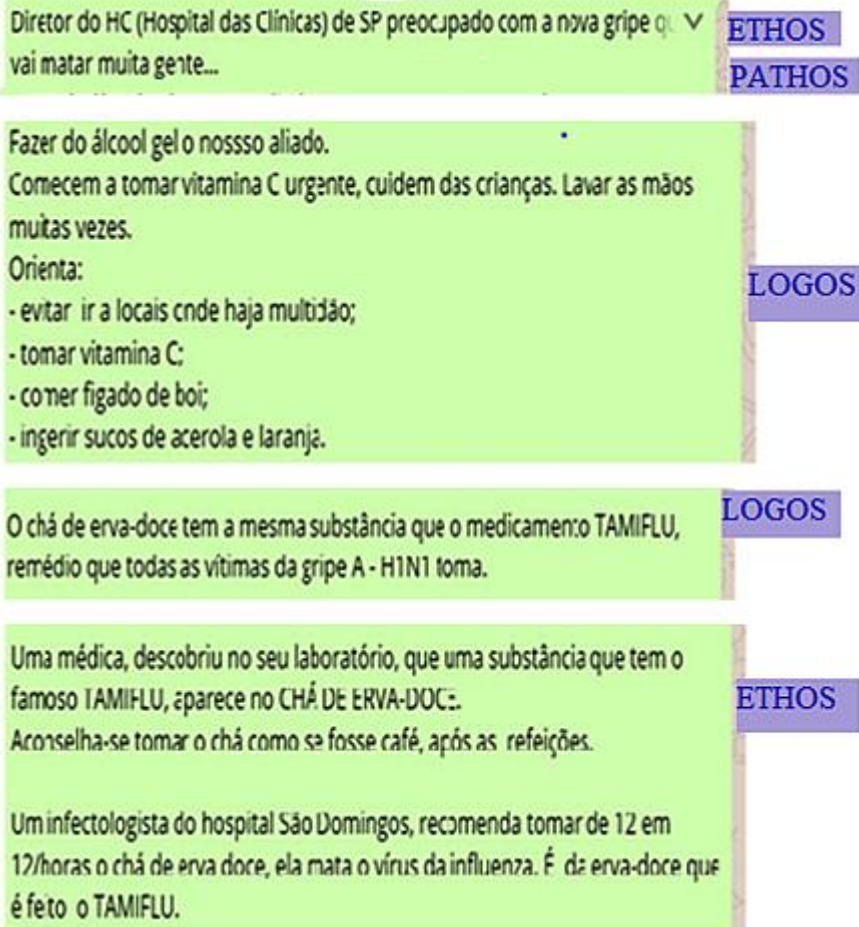 Diretor do HC (Hospital das Clínicas) de SP preocupado com a nova gripe qu
ETHOS
vai matar muita gente...
PATHOS
Fazer do álcool gel o nossso aliado.
Comecem a tomar vitamina C urgente, cuidem das crianças. Lavar as mãos
muitas vezes.
Orienta:
- evitar ir a locais onde haja multidão;
LOGOS
- tomar vitamina C;
- comer figado de boi;
- ingerir sucos de acerola e laranja.
O chá de erva-doce tem a mesma substância que o medicamento TAMIFLU,
LOGOS
remédio que todas as vítimas da gripe A - H1N1 toma.
Uma médica, descobriu no seu laboratório, que uma substância que tem o
famoso TAMIFLU, aparece no CHÁ DE ERVA-DOCE.
ETHOS
Aconselha-se tomar o chá como se fosse café, após as refeições.
Um infectologista do hospital São Domingos, recomenda tomar de 12 em
12/horas o chá de erva doce, ela mata o vírus da influenza. É da erva-doce que
é feito o TAMIFLU.